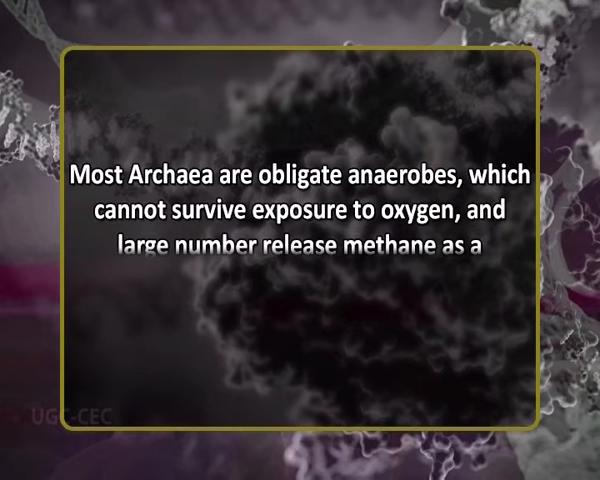 Most Archaea are obligate anaerobes, which
cannot survive exposure to oxygen, and
large number release methane as a
UGC-CEC